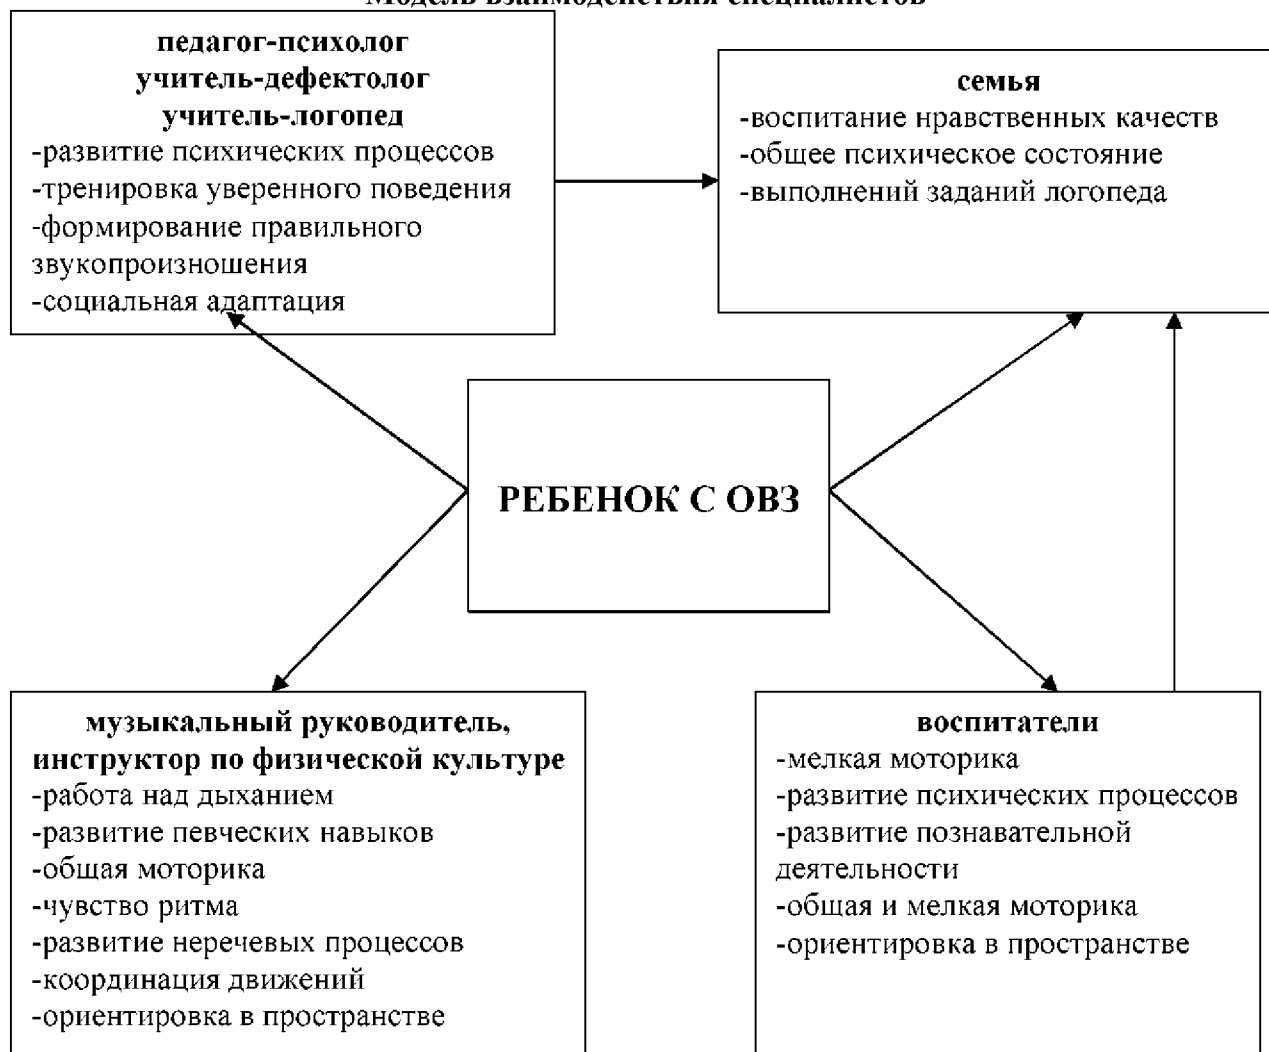 Модель взаимодействия специалистов
педагог-психолог
учитель-дефектолог
учитель-логопед
-развитие психических процессов
-тренировка уверенного поведения
-формирование правильного
звукопроизношения
-социальная адаптация
семья
-воспитание нравственных качеств
-общее психическое состояние
-выполнений заданий логопеда
РЕБЕНОК С ОВЗ
музыкальный руководитель,
инструктор по физической культуре
-работа над дыханием
-развитие певческих навыков
-общая моторика
-чувство ритма
-развитие неречевых процессов
-координация движений
-ориентировка в пространстве
воспитатели
-мелкая моторика
-развитие психических процессов
-развитие познавательной
деятельности
-общая и мелкая моторика
-ориентировка в пространстве